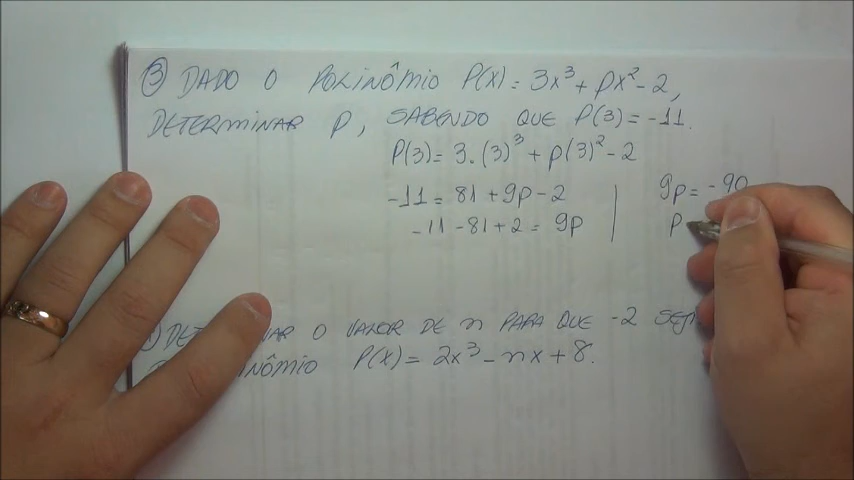 ③ DADO O POLINÔMIO P(X) = 3x³ + px² - 2,
DETERMINAR P, SABENDO QUE P(3) = -11.
P(3) = 3.(3)³ + p(3)² - 2
-11 = 81 + 9p - 2
-11 - 81 + 2 = 9p
9p = -90
p
O VALOR DE n PARA QUE -2
P(X) = 2x³ - nx + 8.